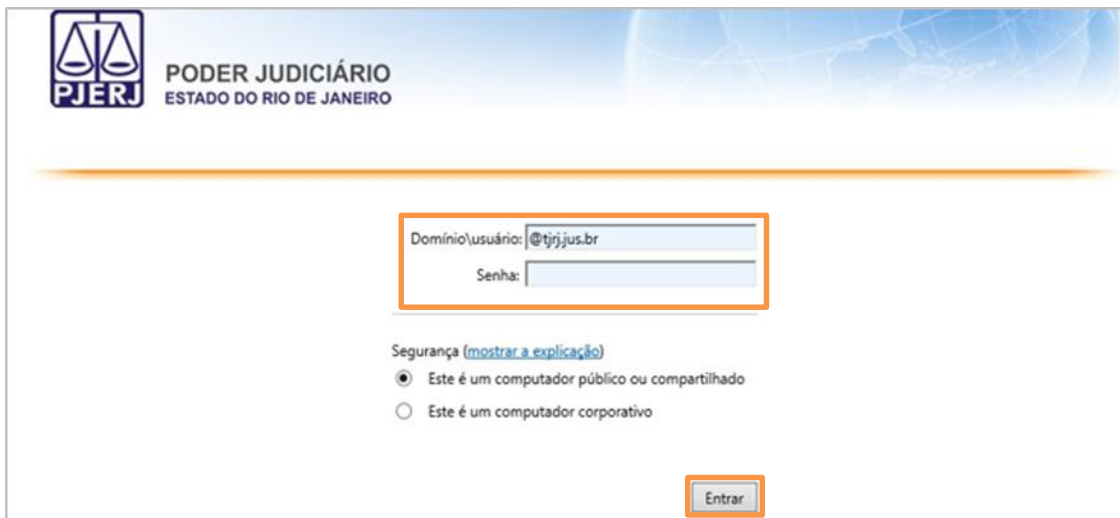 PJERJ
PODER JUDICIÁRIO
ESTADO DO RIO DE JANEIRO
Domínio\usuário: @tjrj.jus.br
Senha:
Segurança (mostrar a explicação)
Este é um computador público ou compartilhado
Este é um computador corporativo
Entrar